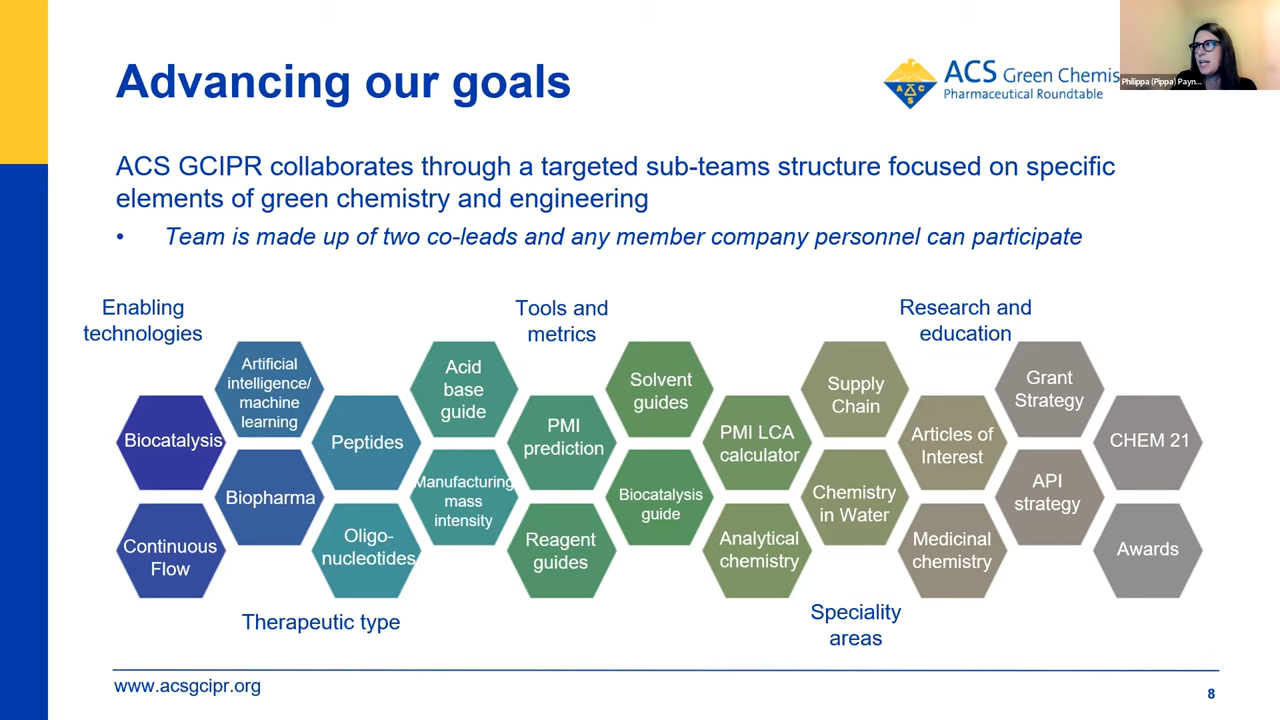 Advancing our goals
ACS Green Chemis
Pharmaceutical Roundtable
A C S
Philippa (Pippa) Payn...
ACS GCIPR collaborates through a targeted sub-teams structure focused on specific
elements of green chemistry and engineering
• Team is made up of two co-leads and any member company personnel can participate
Enabling
technologies
Tools and
metrics
Research and
education
Biocatalysis
Continuous
Flow
Artificial
intelligence/
machine
learning
Biopharma
Peptides
Oligo-
nucleotides
Acid
base
guide
Manufacturing
mass
intensity
PMI
prediction
Reagent
guides
Solvent
guides
Biocatalysis
guide
PMI LCA
calculator
Analytical
chemistry
Supply
Chain
Chemistry
in Water
Articles of
Interest
Medicinal
chemistry
Grant
Strategy
API
strategy
CHEM 21
Awards
Therapeutic type
Speciality
areas
www.acsgcipr.org
8